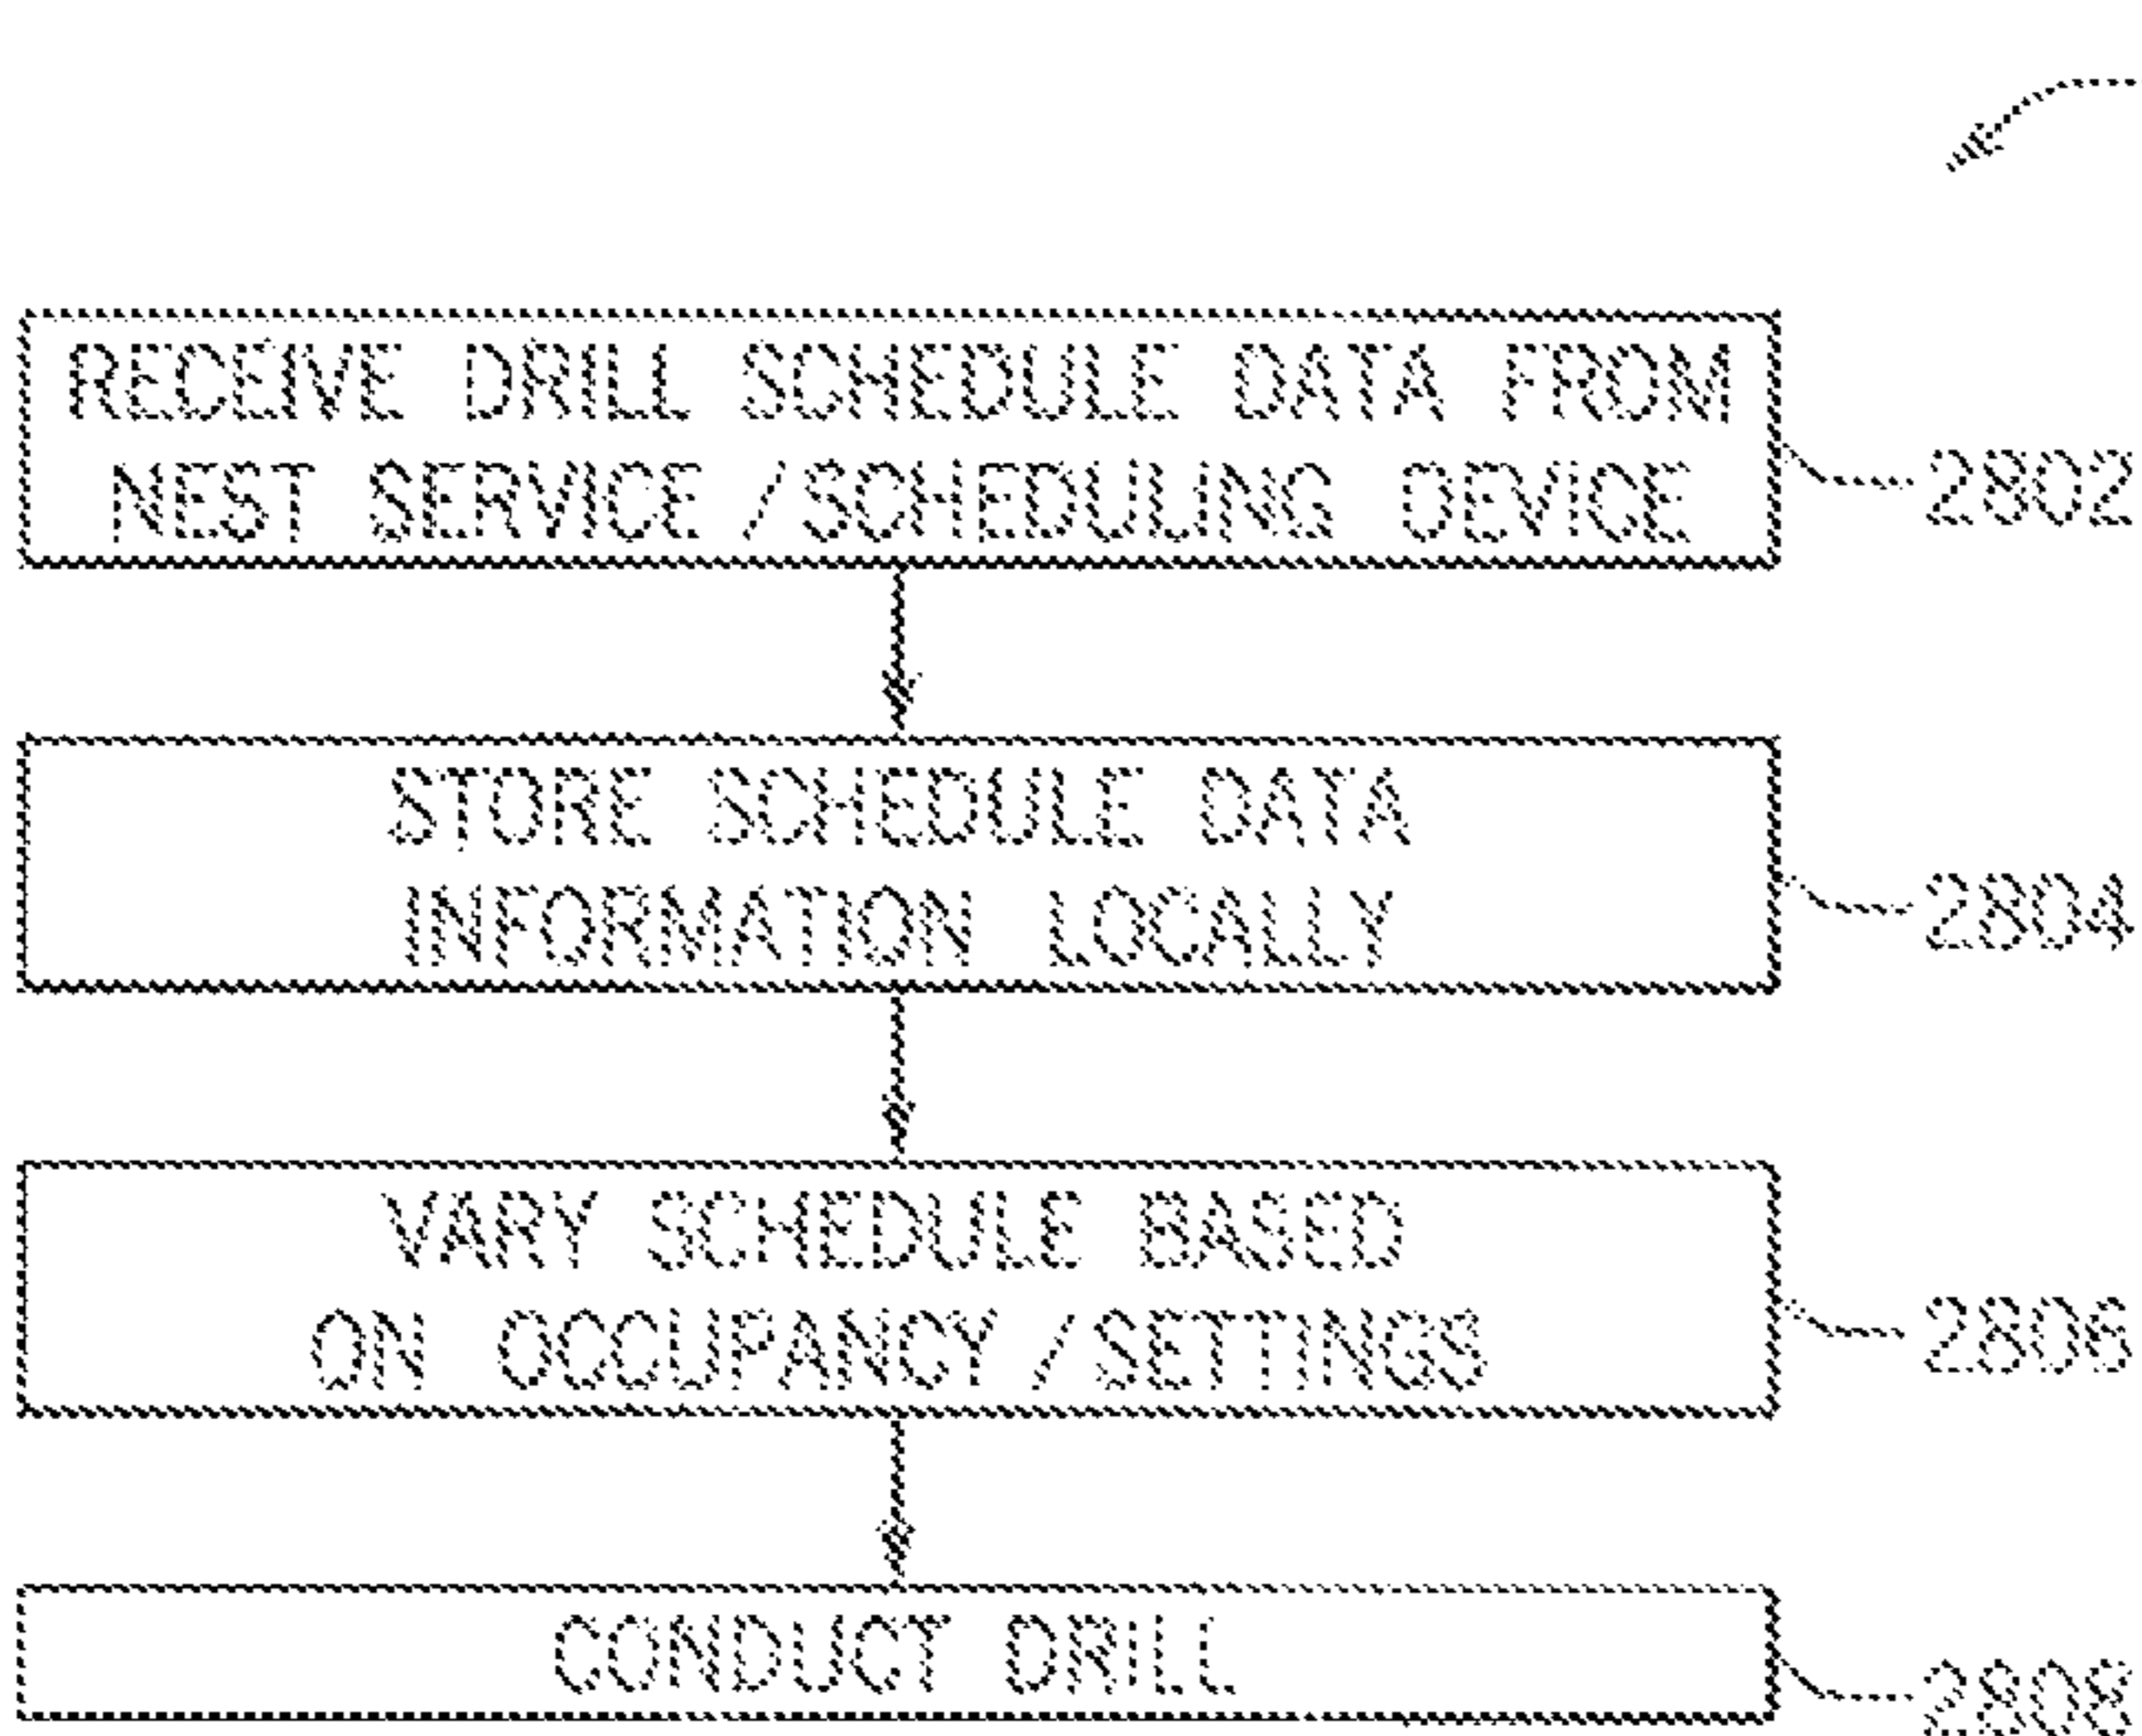 RECEIVE DRILL SCHEDULE DATA FROM
NEST SERVICE/SCHEDULING DEVICE
2802
STORE SCHEDULE DATA
INFORMATION LOCALLY
2804
VARY SCHEDULE BASED
ON OCCUPANCY/SETTINGS
2806
CONDUCT DRILL
2808